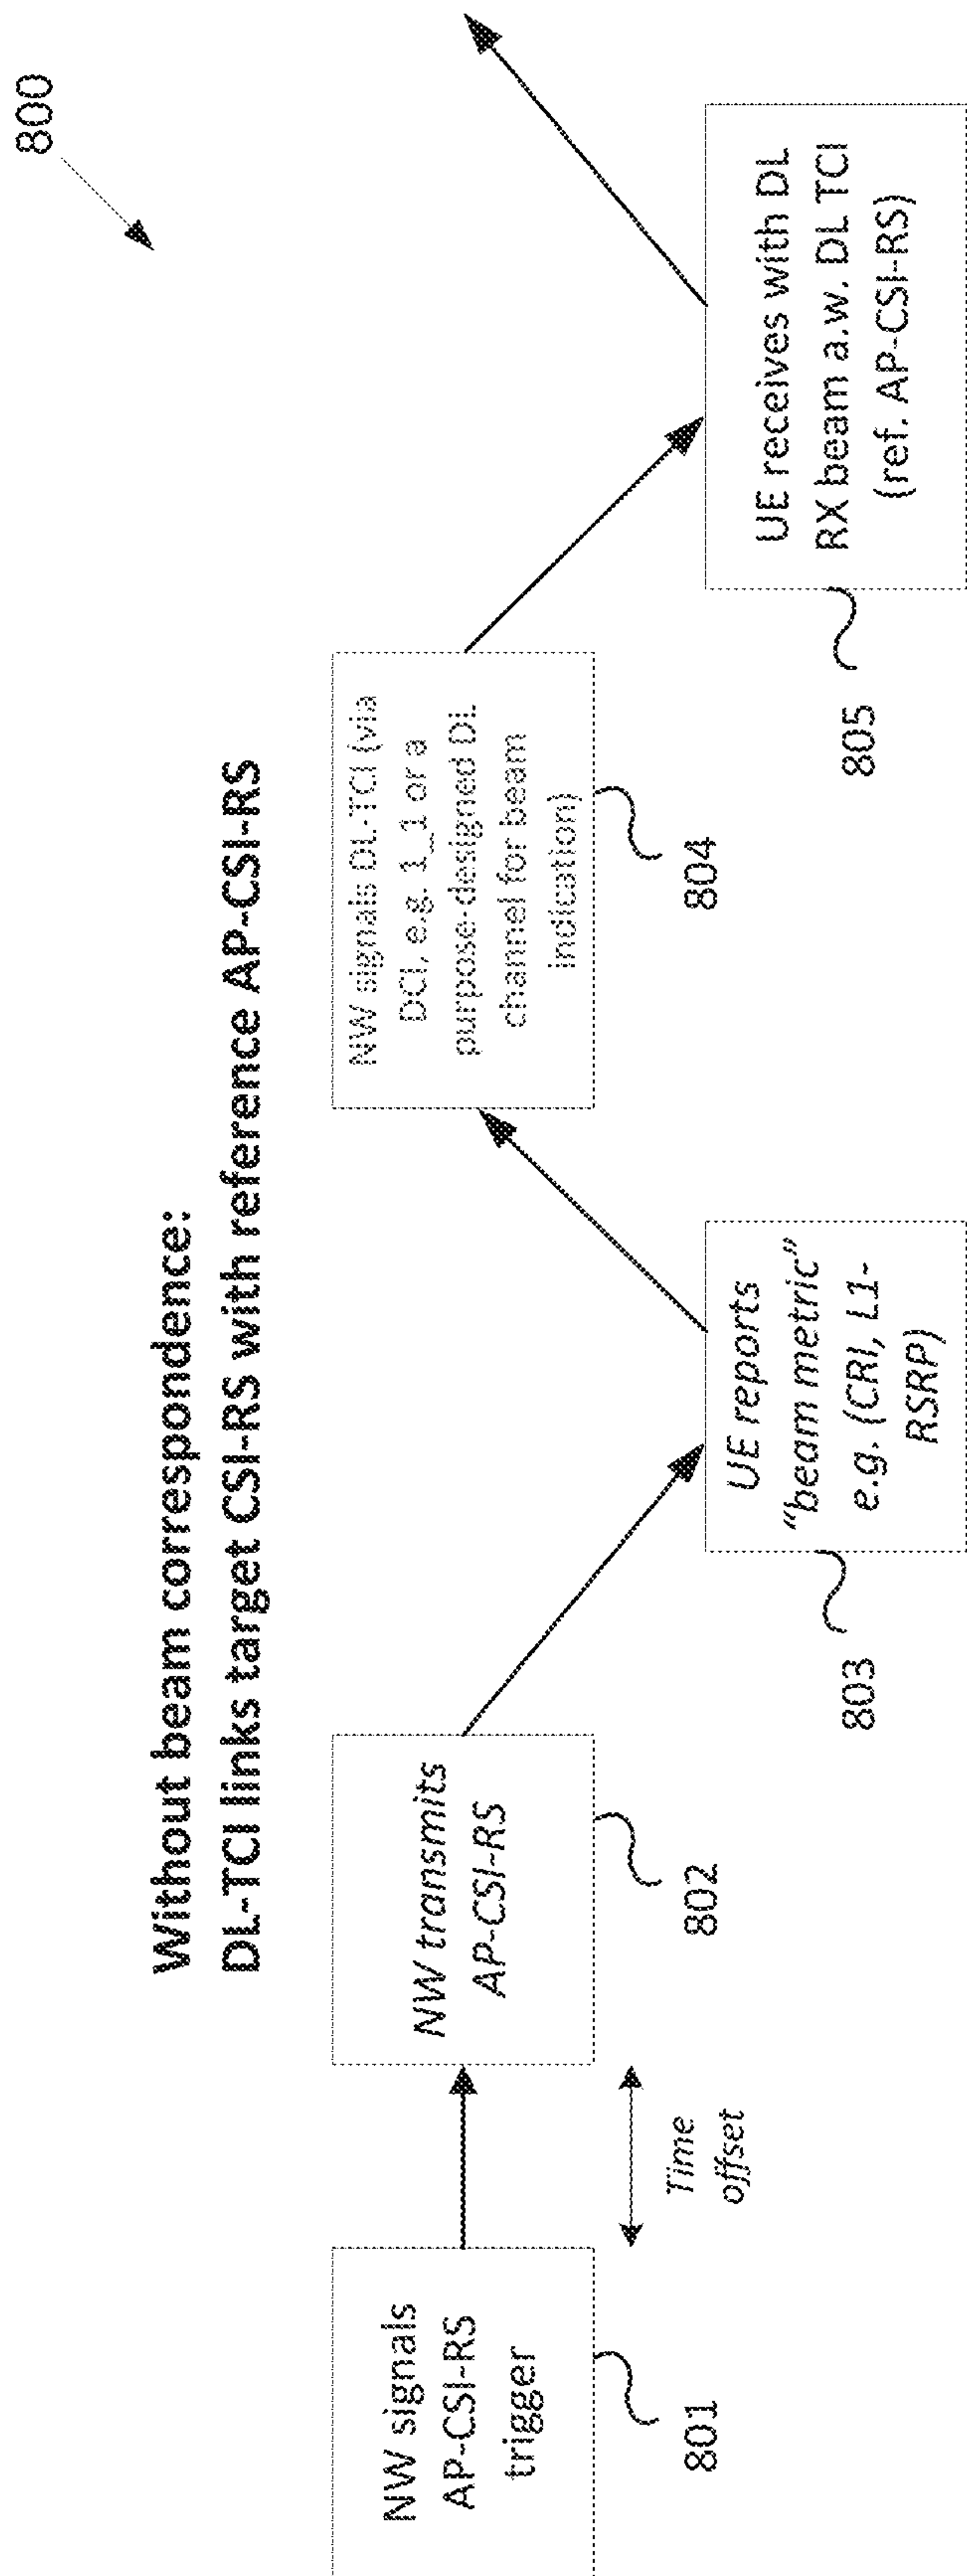 800
Without beam correspondence:
DL-TCI links target CSI-RS with reference AP-CSI-RS
NW signals
AP-CSI-RS
trigger
801
Time
offset
NW transmits
AP-CSI-RS
802
UE reports
“beam metric”
e.g. (CRI, L1-
RSRP)
803
NW signals DL-TCI (via
DCI, e.g. 1_1 or a
purpose-designed DL
channel for beam
indication)
804
UE receives with DL
RX beam a.w. DL TCI
(ref. AP-CSI-RS)
805